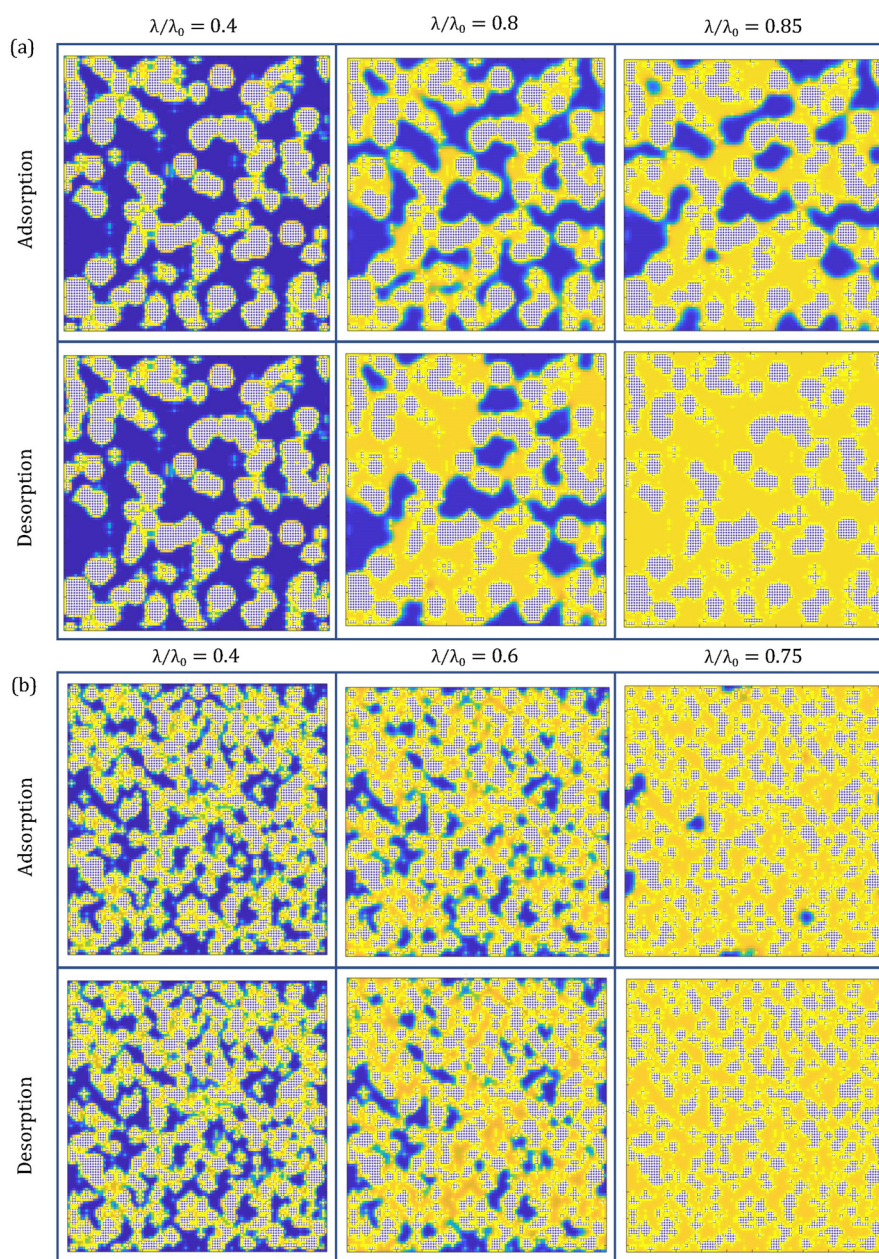 λ/λ₀ = 0.4 λ/λ₀ = 0.8 λ/λ₀ = 0.85
(a)
Adsorption
Desorption
λ/λ₀ = 0.4 λ/λ₀ = 0.6 λ/λ₀ = 0.75
(b)
Adsorption
Desorption